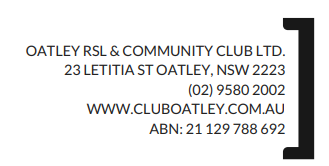 OATLEY RSL & COMMUNITY CLUB LTD.
23 LETITIA ST OATLEY, NSW 2223
(02) 9580 2002
WWW.CLUBOATLEY.COM.AU
ABN: 21 129 788 692